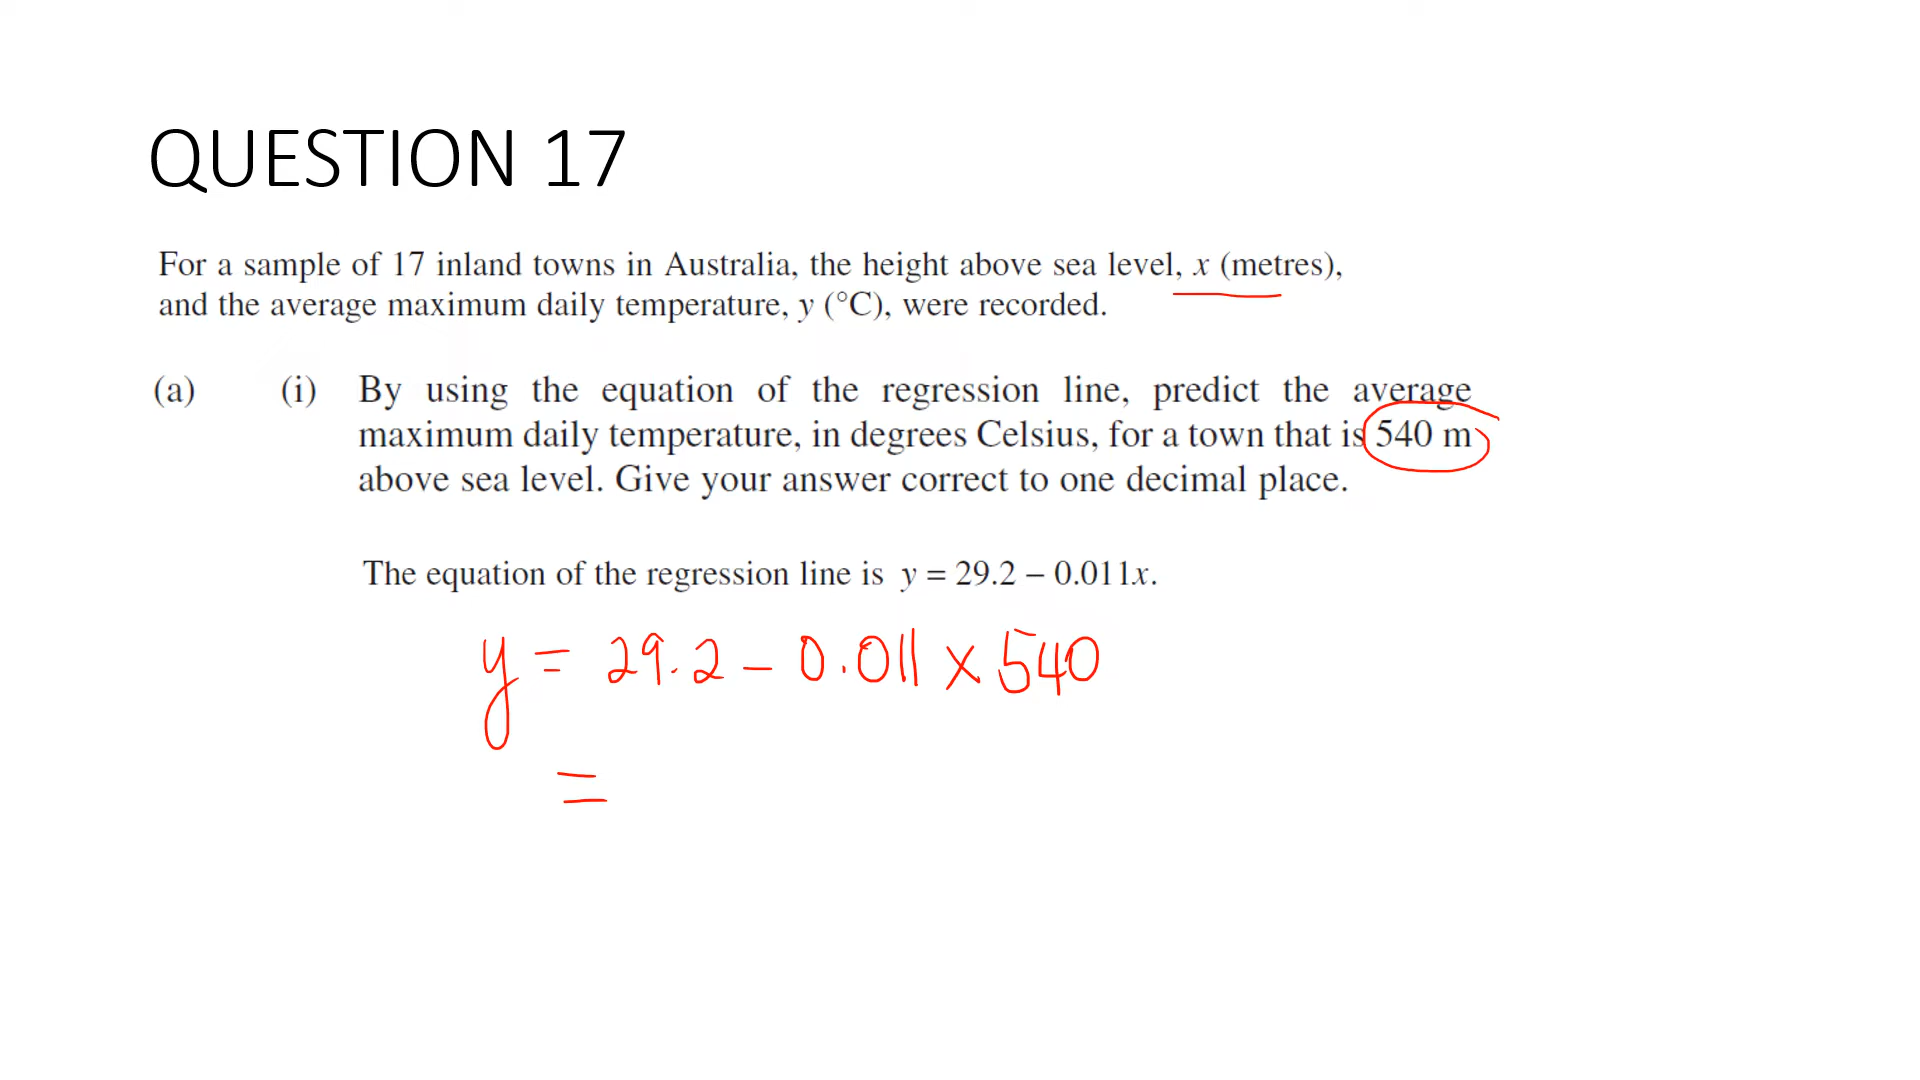 QUESTION 17
For a sample of 17 inland towns in Australia, the height above sea level, x (metres),
and the average maximum daily temperature, y (°C), were recorded.
(a) (i) By using the equation of the regression line, predict the average
maximum daily temperature, in degrees Celsius, for a town that is 540 m
above sea level. Give your answer correct to one decimal place.
The equation of the regression line is y = 29.2 – 0.011x.
y = 29.2 – 0.011 × 540
=